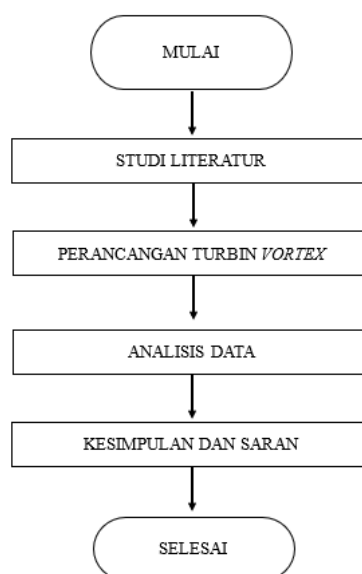 MULAI
STUDI LITERATUR
PERANCANGAN TURBIN VORTEX
ANALISIS DATA
KESIMPULAN DAN SARAN
SELESAI